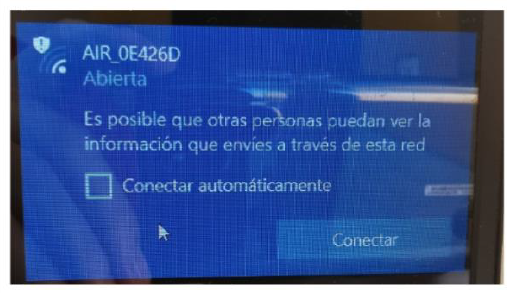 AIR_0E426D
Abierta
Es posible que otras personas puedan ver la
información que envíes a través de esta red
Conectar automáticamente
Conectar